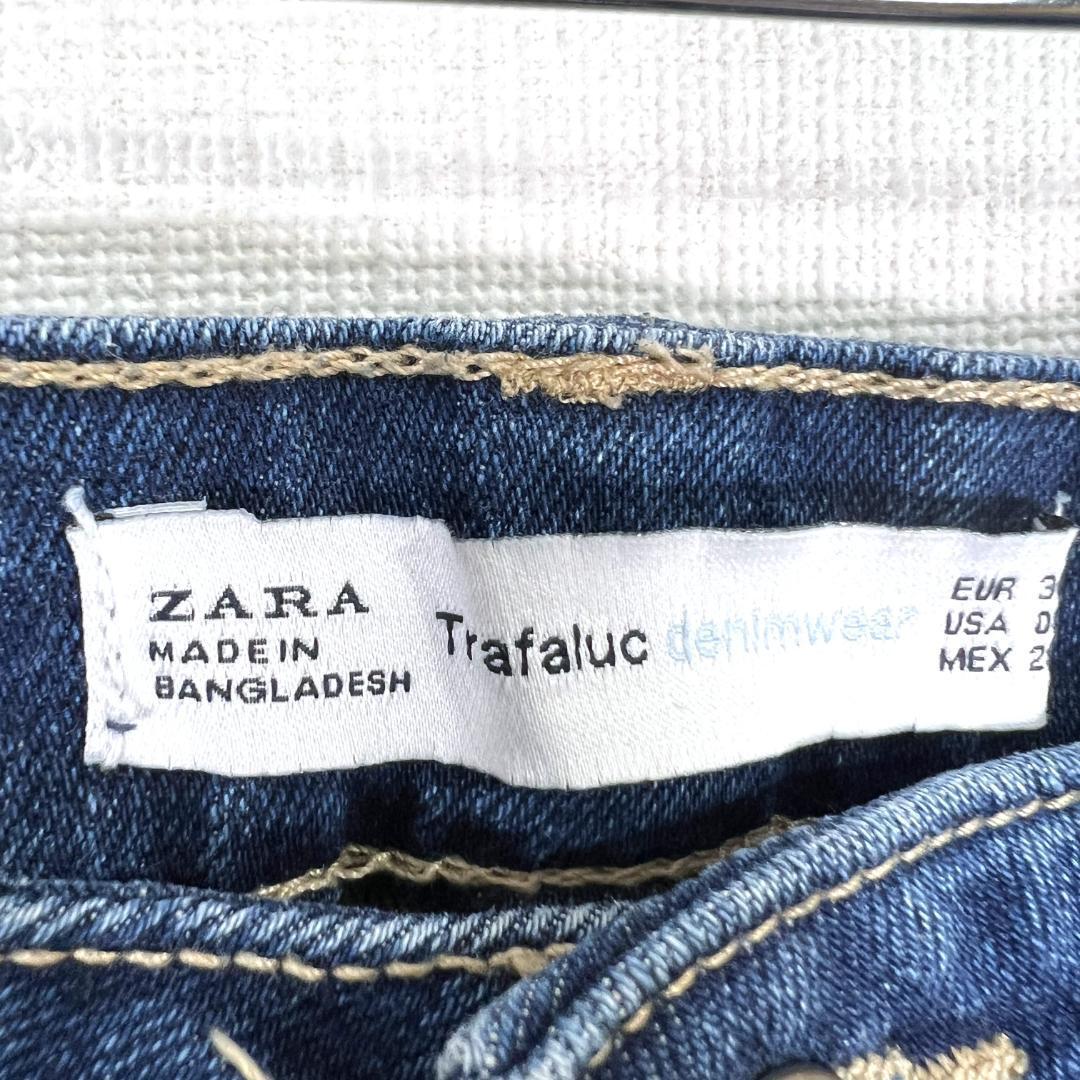 ZARA
MADE IN
BANGLADESH
Trafaluc denimwear
EUR
USA
MEX